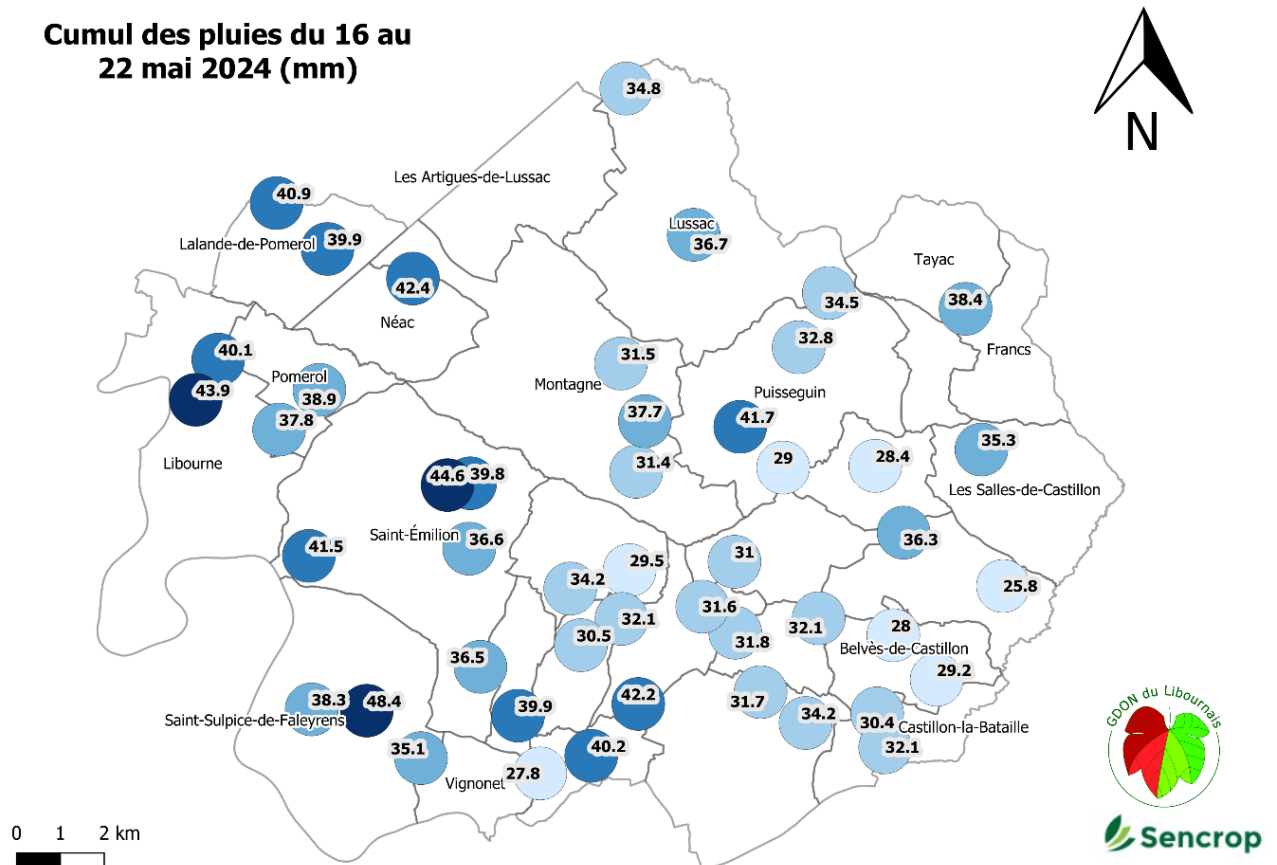 Cumul des pluies du 16 au
22 mai 2024 (mm)
N
34.8
Les Artigues-de-Lussac
40.9
Lalande-de-Pomerol
39.9
Lussac
36.7
Tayac
42.4
Néac
34.5
38.4
32.8
Francs
40.1
43.9
Pomerol
38.9
37.8
31.5
Montagne
Puisseguin
37.7
41.7
Libourne
31.4
29
28.4
35.3
Les Salles-de-Castillon
44.6
39.8
Saint-Émilion
36.6
41.5
36.3
29.5
31
34.2
25.8
32.1
31.6
30.5
31.8
32.1
28
Belvès-de-Castillon
36.5
29.2
38.3
48.4
Saint-Sulpice-de-Faleyrens
39.9
42.2
31.7
34.2
30.4
Castillon-la-Bataille
32.1
35.1
Vignonet
27.8
40.2
GDON du Libournais
0 1 2 km
Sencrop